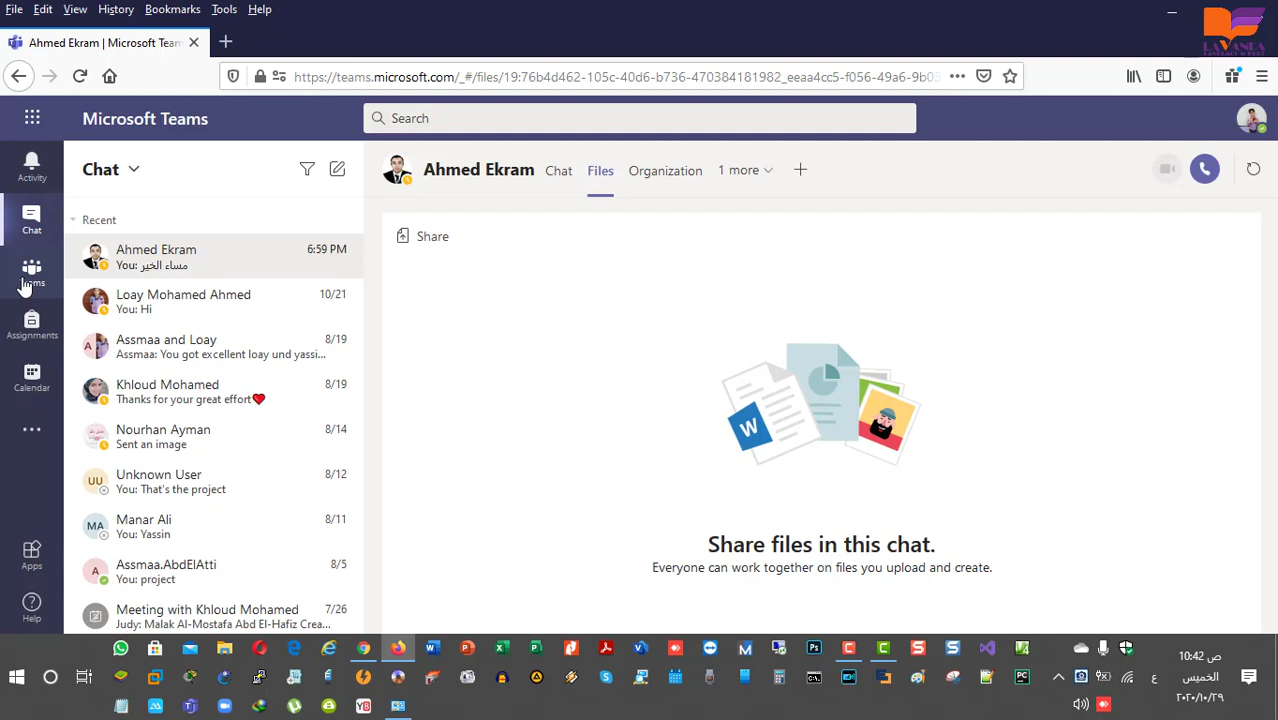 File Edit View History Bookmarks Tools Help
Ahmed Ekram | Microsoft Team
https://teams.microsoft.com/_#/files/19:76b4d462-105c-40d6-b736-470384181982_eeaa4cc5-f056-49a6-9b03
LAVANDA
Microsoft Teams
Search
Activity
Chat
Assignments
Calendar
Apps
Help
Chat
Recent
Ahmed Ekram 6:59 PM
You: مساء الخير
Loay Mohamed Ahmed 10/21
You: Hi
Assmaa and Loay 8/19
Assmaa: You got excellent loay und yassi...
Khloud Mohamed 8/19
Thanks for your great effort❤
Nourhan Ayman 8/14
Sent an image
UU
Unknown User 8/12
You: That's the project
MA
Manar Ali 8/11
You: Yassin
A
Assmaa.AbdElAtti 8/5
You: project
Meeting with Khloud Mohamed 7/26
Judy: Malak Al-Mostafa Abd El-Hafiz Crea...
Ahmed Ekram Chat Files Organization 1 more
Share
W
Share files in this chat.
Everyone can work together on files you upload and create.
ص 10:42
الخميس
٢٠٢٠/١٠/٢٩
ع